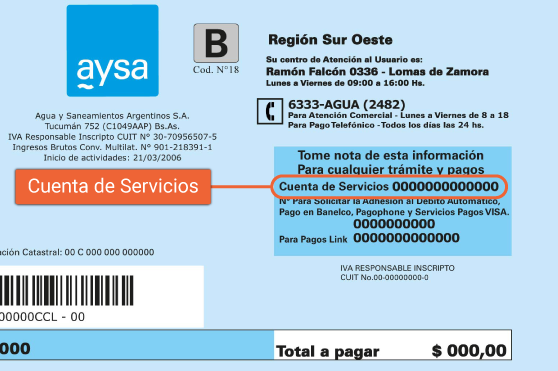 aysa
B
Cod. N°18
Agua y Saneamientos Argentinos S.A.
Tucumán 752 (C1049AAP) Bs.As.
IVA Responsable Inscripto CUIT N° 30-70956507-5
Ingresos Brutos Conv. Multilat. N° 901-218391-1
Inicio de actividades: 21/03/2006
Región Sur Oeste
Su centro de Atención al Usuario es:
Ramón Falcón 0336 - Lomas de Zamora
Lunes a Viernes de 09:00 a 16:00 Hs.
6333-AGUA (2482)
Para Atención Comercial - Lunes a Viernes de 8 a 18
Para Pago Telefónico - Todos los días las 24 hs.
Tome nota de esta información
Para cualquier trámite y pagos
Cuenta de Servicios
Cuenta de Servicios 0000000000000
N° Para Solicitar la Adhesión al Débito Automático,
Pago en Banelco, Pagophone y Servicios Pagos VISA.
0000000000
Para Pagos Link 0000000000000
ación Catastral: 00 C 000 000 000000
IVA RESPONSABLE INSCRIPTO
CUIT No.00-00000000-0
00000CCL - 00
000
Total a pagar $ 000,00